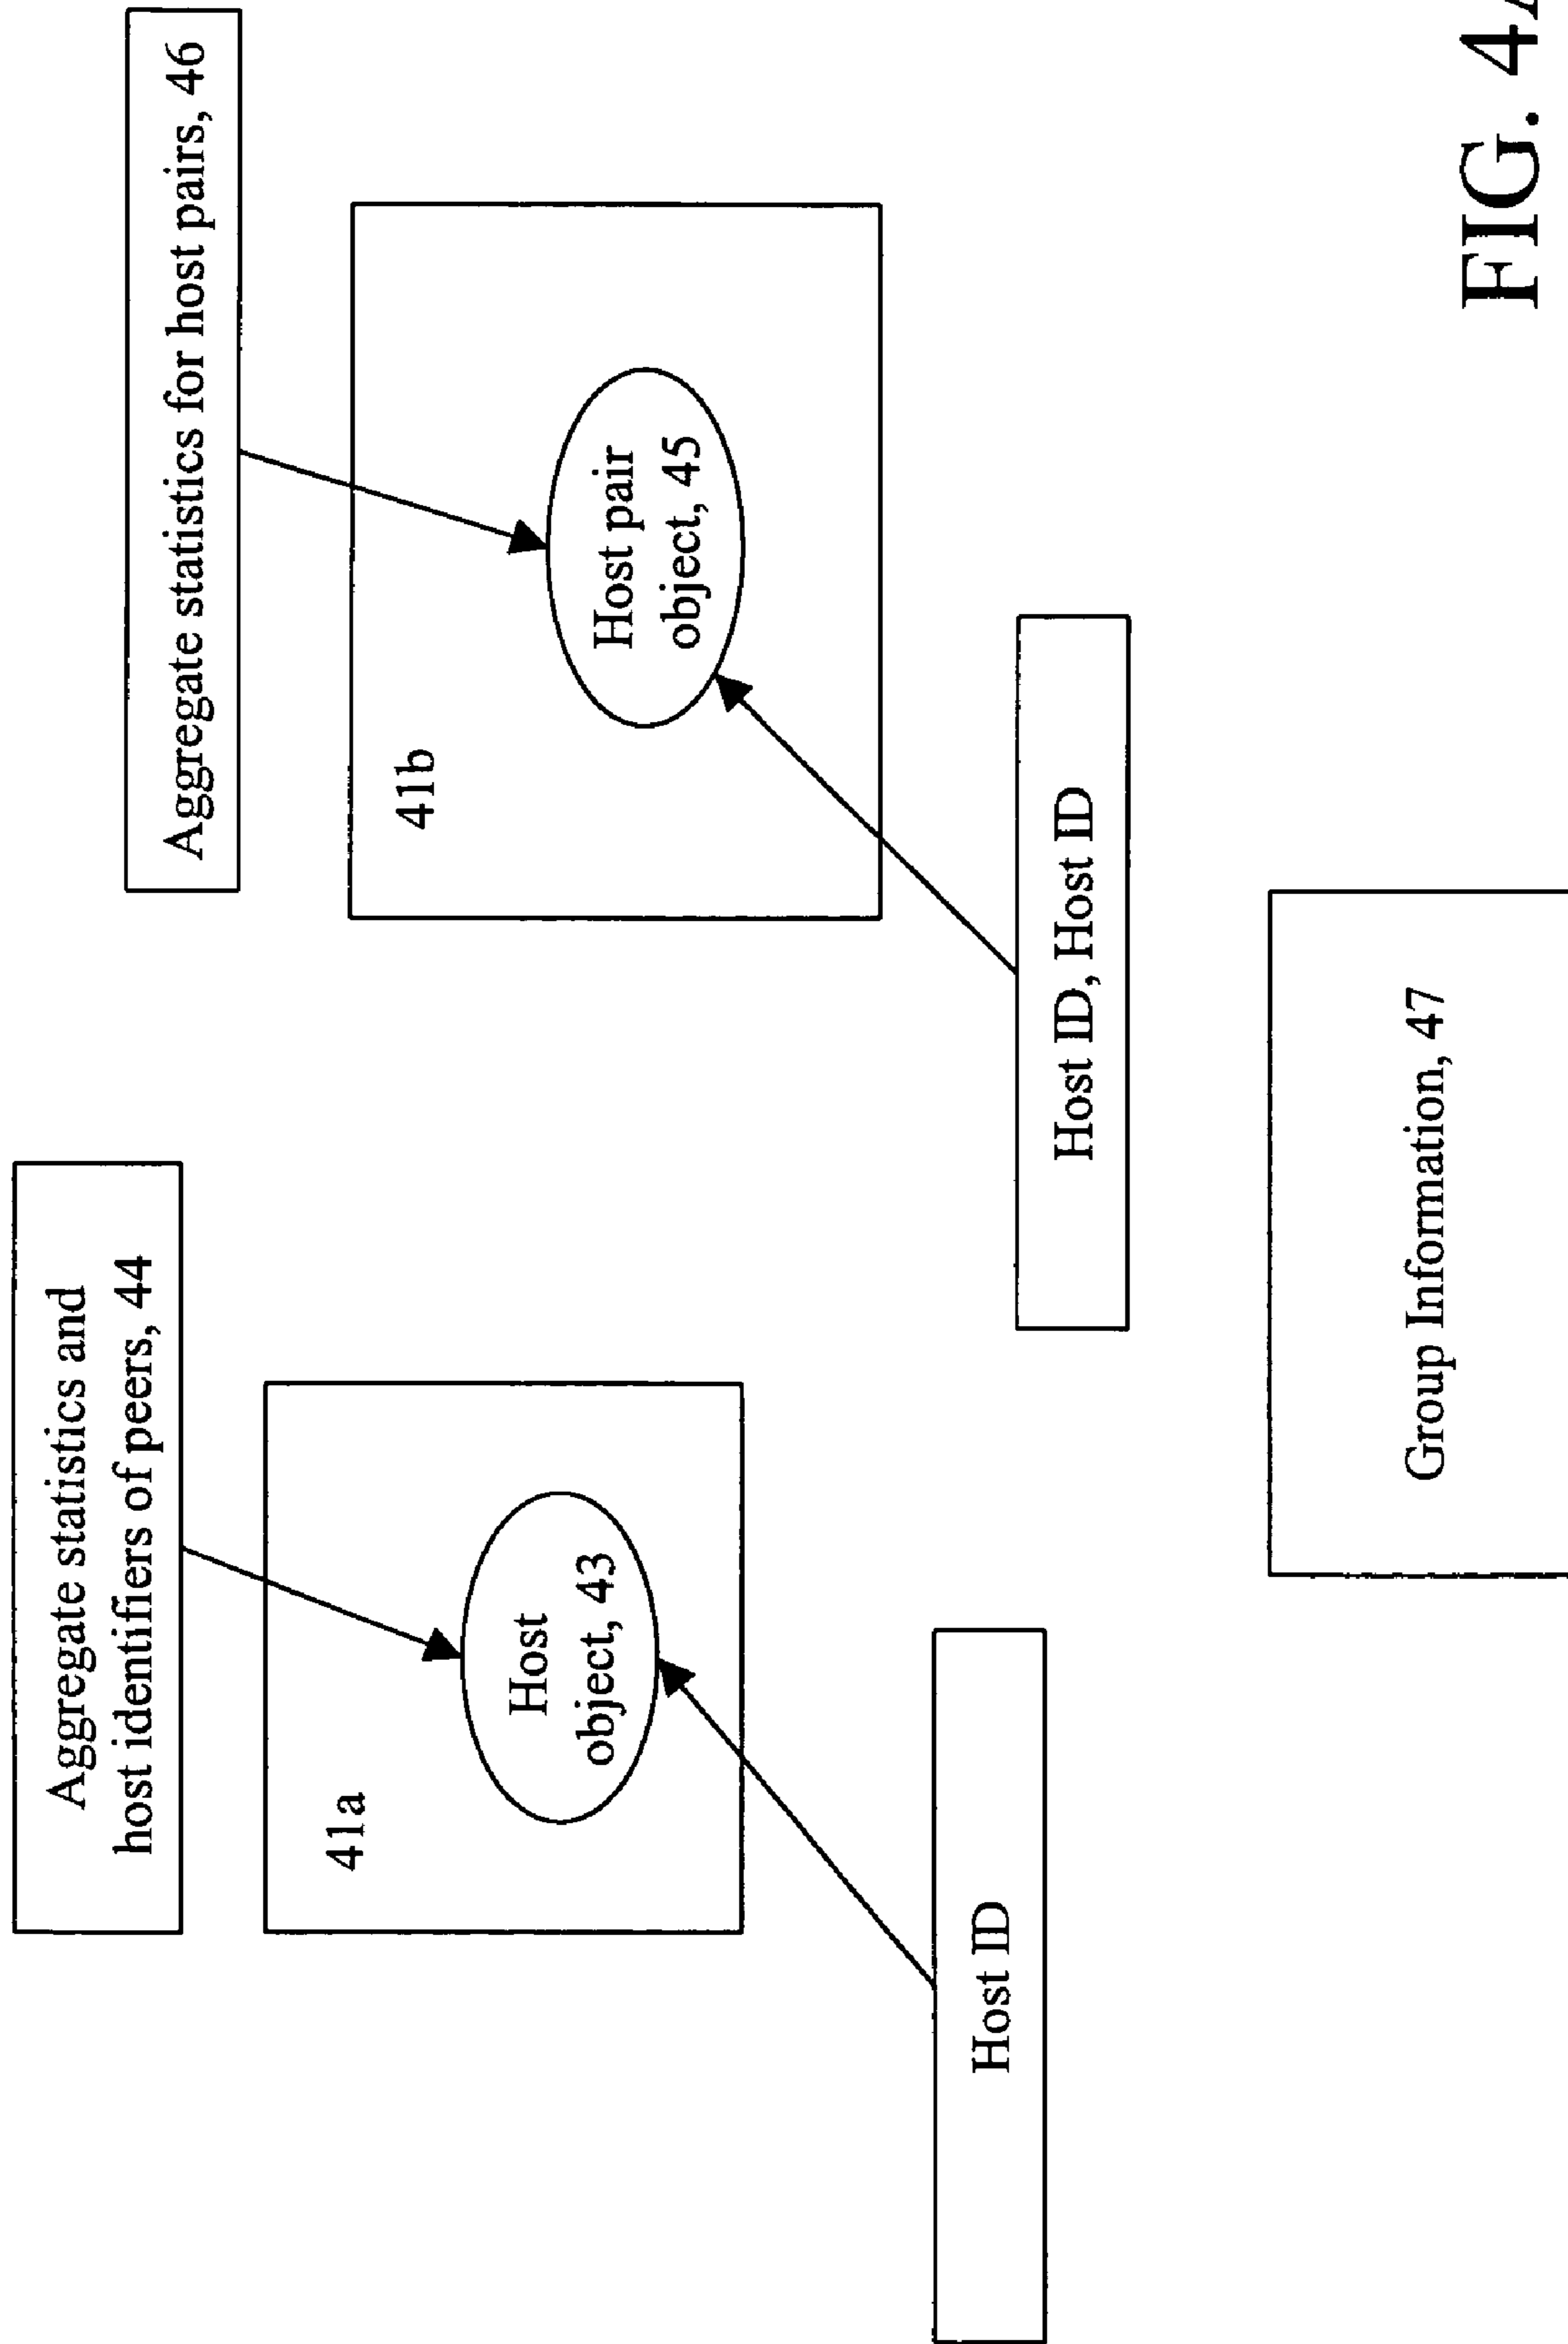 Aggregate statistics and
host identifiers of peers, 44
Aggregate statistics for host pairs, 46
41a
Host
object, 43
41b
Host pair
object, 45
Host ID
Host ID, Host ID
Group Information, 47
FIG. 4A